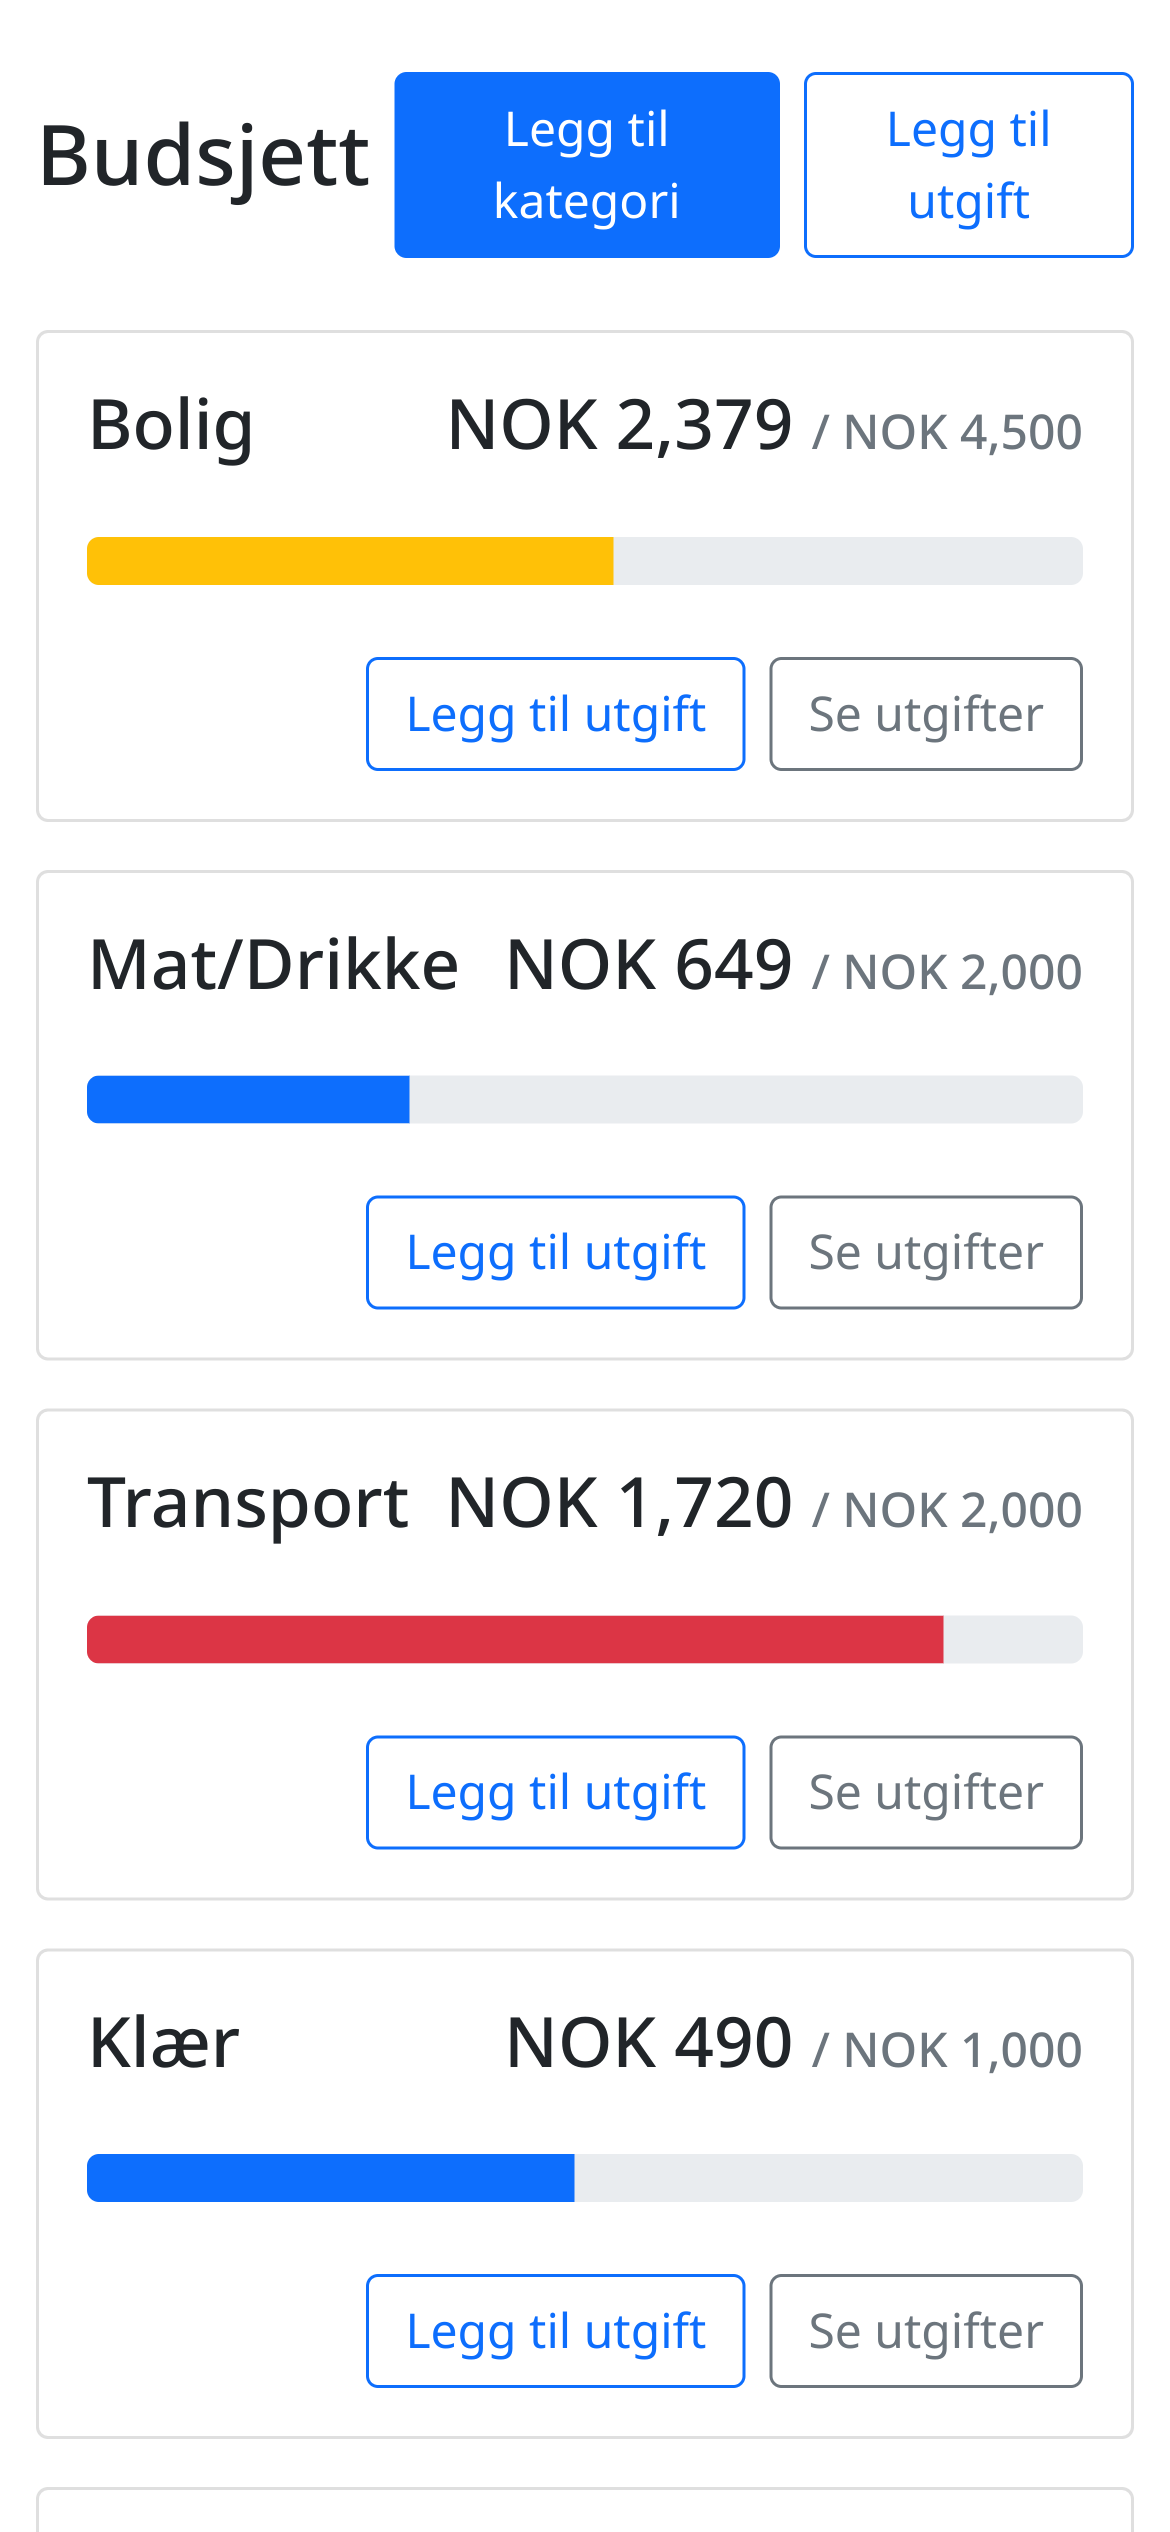 Budsjett
Legg til
kategori
Legg til
utgift
Bolig NOK 2,379 / NOK 4,500
Legg til utgift Se utgifter
Mat/Drikke NOK 649 / NOK 2,000
Legg til utgift Se utgifter
Transport NOK 1,720 / NOK 2,000
Legg til utgift Se utgifter
Klær NOK 490 / NOK 1,000
Legg til utgift Se utgifter